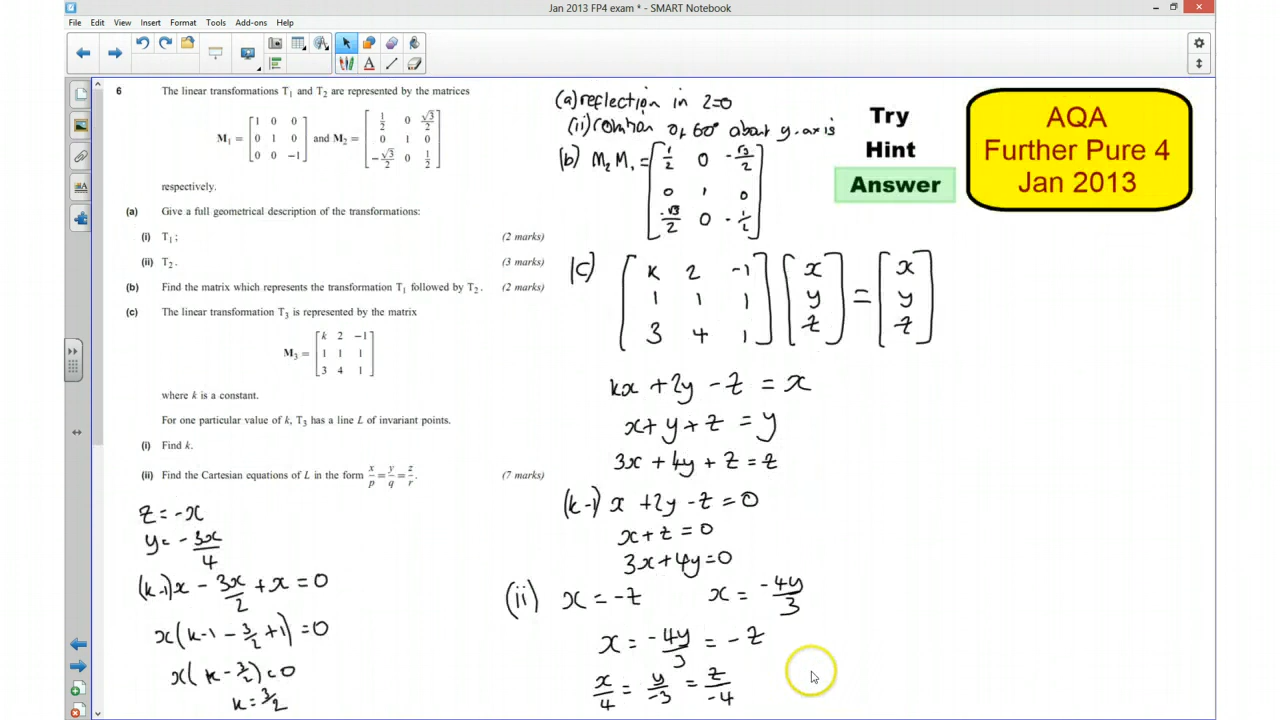 Jan 2013 FP4 exam * - SMART Notebook
File Edit View Insert Format Tools Add-ons Help
6 The linear transformations T₁ and T₂ are represented by the matrices
M₁ = [1 0 0; 0 1 0; 0 0 -1] and M₂ = [1/2 0 √3/2; 0 1 0; -√3/2 0 1/2]
respectively.
(a) Give a full geometrical description of the transformations:
(i) T₁; (2 marks)
(ii) T₂. (3 marks)
(b) Find the matrix which represents the transformation T₁ followed by T₂. (2 marks)
(c) The linear transformation T₃ is represented by the matrix
M₃ = [k 2 -1; 1 1 1; 3 4 1]
where k is a constant.
For one particular value of k, T₃ has a line L of invariant points.
(i) Find k.
(ii) Find the Cartesian equations of L in the form x/p = y/q = z/r. (7 marks)
z = -x
y = -3x/4
(k-1)x - 3x/2 + x = 0
x(k-1 - 3/2 + 1) = 0
x(k - 3/2) = 0
k = 3/2
(a) reflection in z=0
(ii) rotation of 60° about y-axis
(b) M₂ M₁ = [1/2 0 -√3/2; 0 1 0; -√3/2 0 -1/2]
(c) [k 2 -1; 1 1 1; 3 4 1] [x; y; z] = [x; y; z]
kx + 2y - z = x
x + y + z = y
3x + 4y + z = z
(k-1)x + 2y - z = 0
x + z = 0
3x + 4y = 0
(ii) x = -z x = -4y/3
x = -4y/3 = -z
x/4 = y/-3 = z/-4
Try
Hint
Answer
AQA
Further Pure 4
Jan 2013